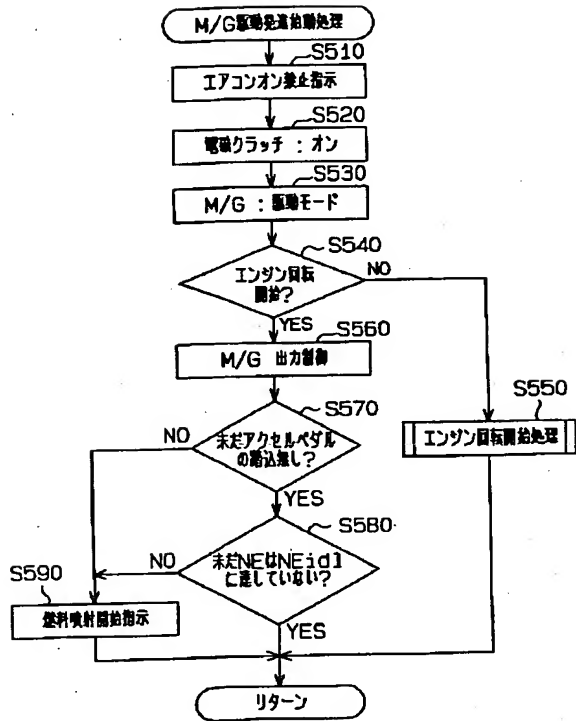 M/G駆動発進始動処理
S510
エアコンオン禁止指示
S520
電磁クラッチ : オン
S530
M/G : 駆動モード
S540
エンジン回転
開始?
NO
YES
S560
M/G 出力制御
S550
エンジン回転開始処理
S570
NO
未だアクセルペダル
の踏込無し?
YES
S580
NO
未だNEはNEidl
に達していない?
S590
YES
燃料噴射開始指示
リターン